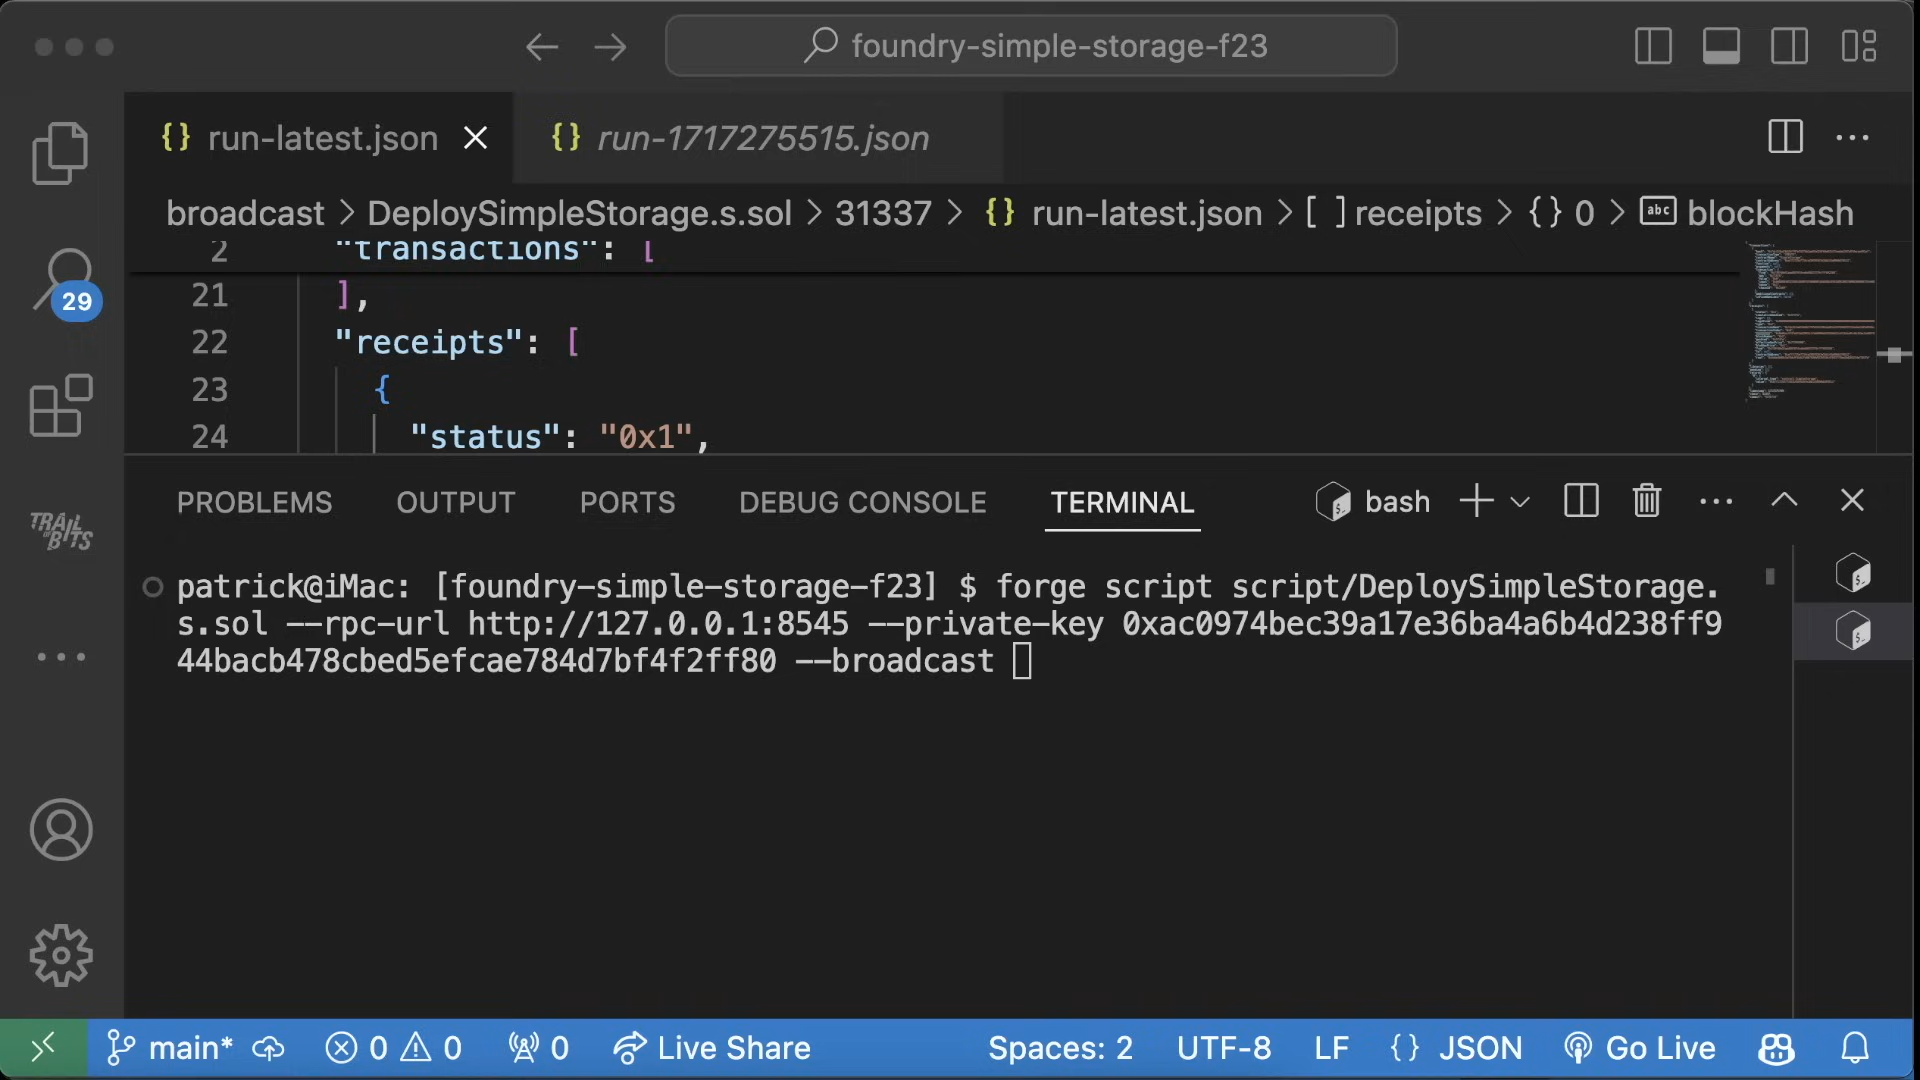 foundry-simple-storage-f23
{} run-latest.json
{} run-1717275515.json
broadcast > DeploySimpleStorage.s.sol > 31337 > {} run-latest.json > [ ] receipts > {} 0 > abc blockHash
2 "transactions": [
21 ],
22 "receipts": [
23 {
24 "status": "0x1",
29
TRAIL OF BITS
PROBLEMS OUTPUT PORTS DEBUG CONSOLE TERMINAL bash
patrick@iMac: [foundry-simple-storage-f23] $ forge script script/DeploySimpleStorage.
s.sol --rpc-url http://127.0.0.1:8545 --private-key 0xac0974bec39a17e36ba4a6b4d238ff9
44bacb478cbed5efcae784d7bf4f2ff80 --broadcast
main* 0 0 0 Live Share Spaces: 2 UTF-8 LF {} JSON Go Live